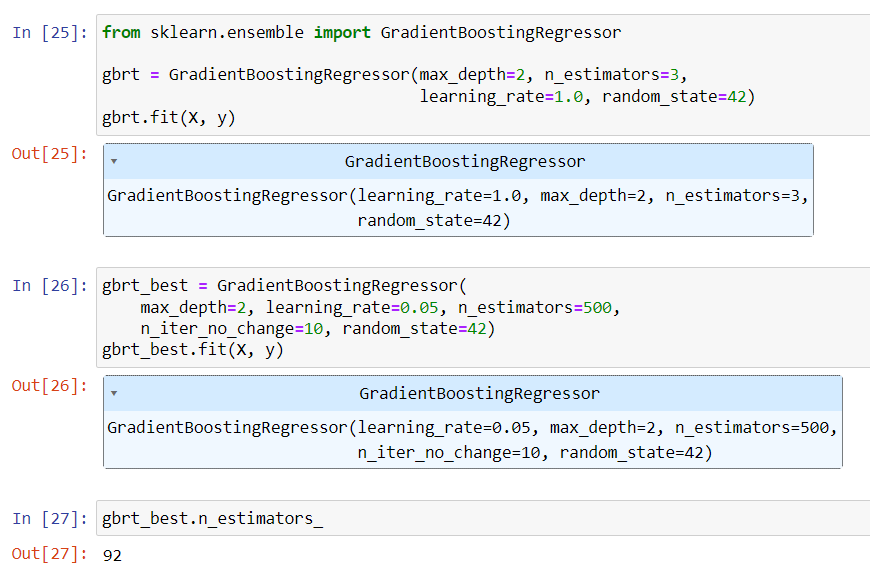 In [25]: from sklearn.ensemble import GradientBoostingRegressor
gbrt = GradientBoostingRegressor(max_depth=2, n_estimators=3,
learning_rate=1.0, random_state=42)
gbrt.fit(X, y)
Out[25]: GradientBoostingRegressor
GradientBoostingRegressor(learning_rate=1.0, max_depth=2, n_estimators=3,
random_state=42)
In [26]: gbrt_best = GradientBoostingRegressor(
max_depth=2, learning_rate=0.05, n_estimators=500,
n_iter_no_change=10, random_state=42)
gbrt_best.fit(X, y)
Out[26]: GradientBoostingRegressor
GradientBoostingRegressor(learning_rate=0.05, max_depth=2, n_estimators=500,
n_iter_no_change=10, random_state=42)
In [27]: gbrt_best.n_estimators_
Out[27]: 92